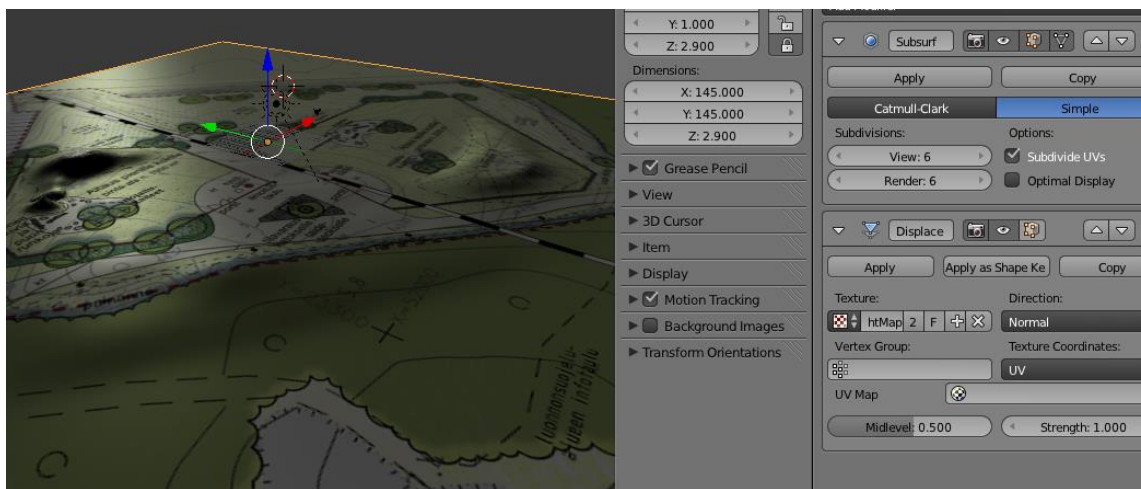 Y: 1.000
Z: 2.900
Dimensions:
X: 145.000
Y: 145.000
Z: 2.900
Grease Pencil
View
3D Cursor
Item
Display
Motion Tracking
Background Images
Transform Orientations
Subsurf
Apply
Copy
Catmull-Clark
Simple
Subdivisions:
Options:
View: 6
Subdivide UVs
Render: 6
Optimal Display
Displace
Apply
Apply as Shape Ke
Copy
Texture:
Direction:
htMap 2 F
Normal
Vertex Group:
Texture Coordinates:
UV
UV Map
Midlevel: 0.500
Strength: 1.000
luonnonsuojelu-
ueen infotaulu